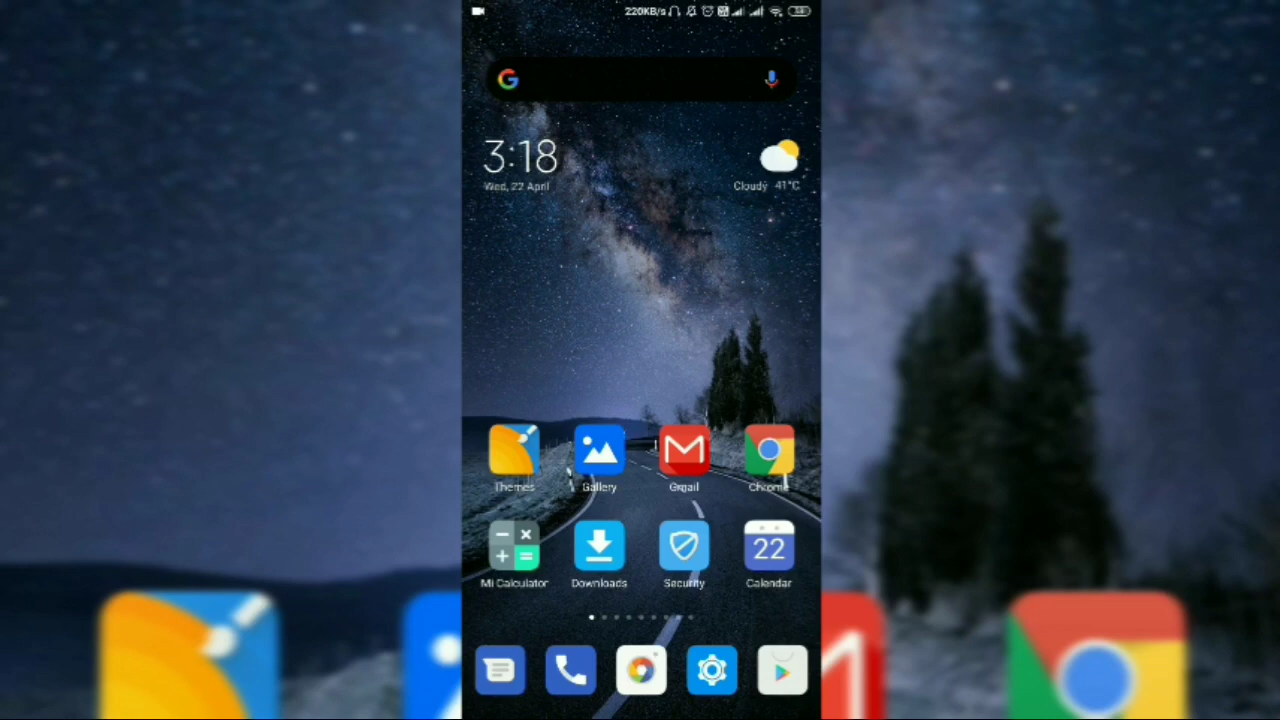 220KB/s
3:18
Wed, 22 April
Cloudy 41°C
Themes Gallery Gmail Chrome
22
Mi Calculator Downloads Security Calendar